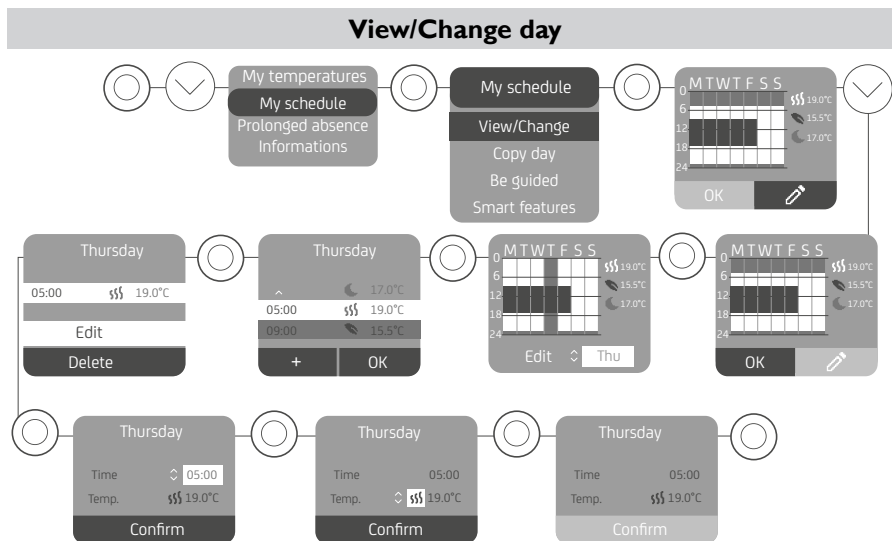 View/Change day
My temperatures
My schedule
Prolonged absence
Informations
My schedule
View/Change
Copy day
Be guided
Smart features
M T W T F S S
0
6
12
18
24
19.0°C
15.5°C
17.0°C
OK
Thursday
05:00 19.0°C
Edit
Delete
Thursday
17.0°C
05:00 19.0°C
09:00 15.5°C
+ OK
M T W T F S S
0
6
12
18
24
19.0°C
15.5°C
17.0°C
Edit Thu
M T W T F S S
0
6
12
18
24
19.0°C
15.5°C
17.0°C
OK
Thursday
Time 05:00
Temp. 19.0°C
Confirm
Thursday
Time 05:00
Temp. 19.0°C
Confirm
Thursday
Time 05:00
Temp. 19.0°C
Confirm